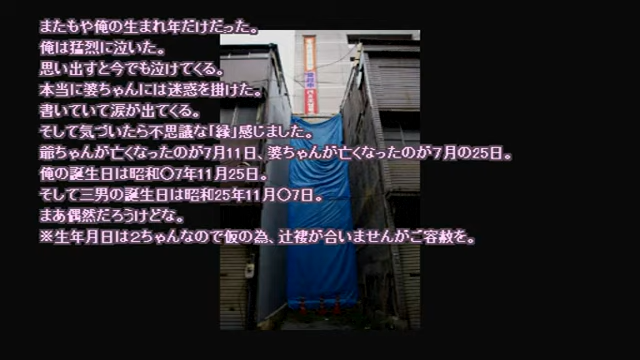 またもや俺の生まれ年だけだった。
俺は猛烈に泣いた。
思い出すと今でも泣けてくる。
本当に婆ちゃんには迷惑を掛けた。
書いていて涙が出てくる。
そして気づいたら不思議な「縁」感じました。
爺ちゃんが亡くなったのが7月11日、婆ちゃんが亡くなったのが7月の25日。
俺の誕生日は昭和〇7年11月25日。
そして三男の誕生日は昭和25年11月〇7日。
まあ偶然だろうけどな。
※生年月日は2ちゃんなので仮の為、辻褄が合いませんがご容赦を。